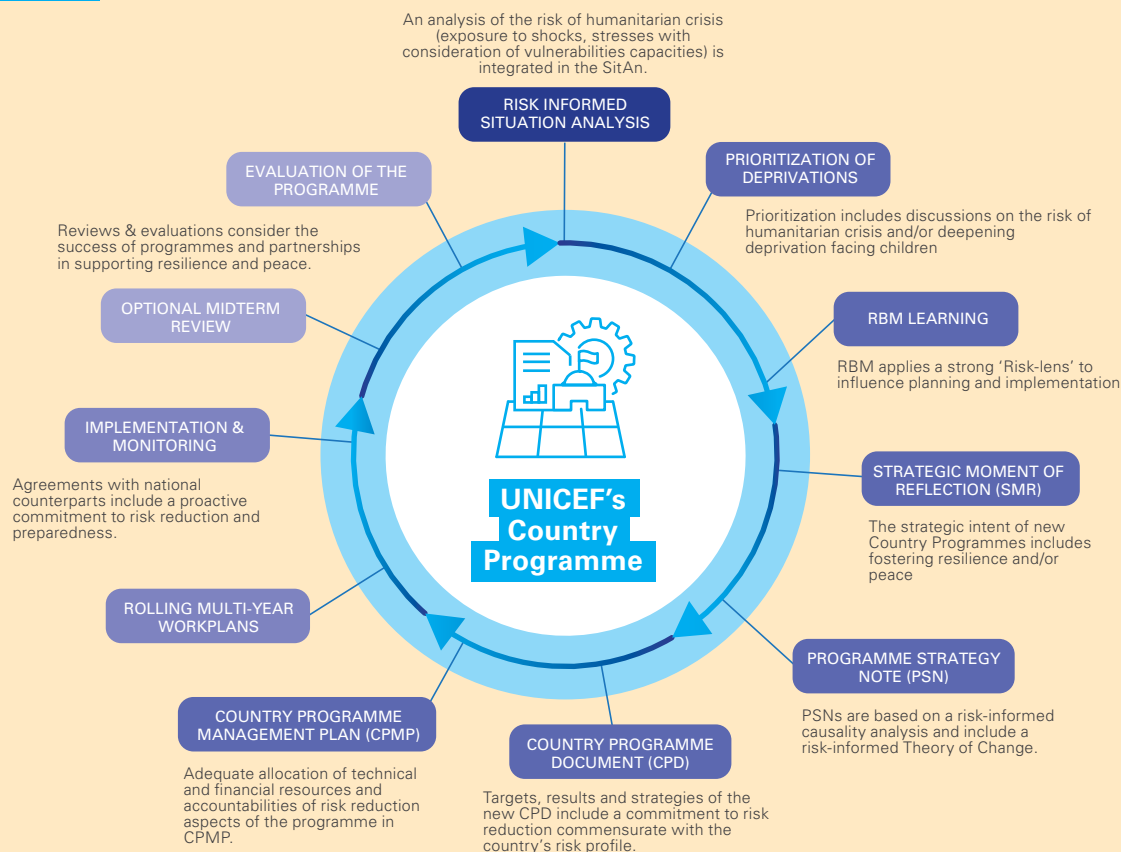 An analysis of the risk of humanitarian crisis
(exposure to shocks, stresses with
consideration of vulnerabilities capacities) is
integrated in the SitAn.
RISK INFORMED
SITUATION ANALYSIS
PRIORITIZATION OF
DEPRIVATIONS
Prioritization includes discussions on the risk of
humanitarian crisis and/or deepening
deprivation facing children
RBM LEARNING
RBM applies a strong ‘Risk-lens’ to
influence planning and implementation
STRATEGIC MOMENT OF
REFLECTION (SMR)
The strategic intent of new
Country Programmes includes
fostering resilience and/or
peace
PROGRAMME STRATEGY
NOTE (PSN)
PSNs are based on a risk-informed
causality analysis and include a
risk-informed Theory of Change.
COUNTRY PROGRAMME
DOCUMENT (CPD)
Targets, results and strategies of the
new CPD include a commitment to risk
reduction commensurate with the
country’s risk profile.
COUNTRY PROGRAMME
MANAGEMENT PLAN (CPMP)
Adequate allocation of technical
and financial resources and
accountabilities of risk reduction
aspects of the programme in
CPMP.
ROLLING MULTI-YEAR
WORKPLANS
IMPLEMENTATION &
MONITORING
Agreements with national
counterparts include a proactive
commitment to risk reduction and
preparedness.
OPTIONAL MIDTERM
REVIEW
EVALUATION OF THE
PROGRAMME
Reviews & evaluations consider the
success of programmes and partnerships
in supporting resilience and peace.
UNICEF’s
Country
Programme